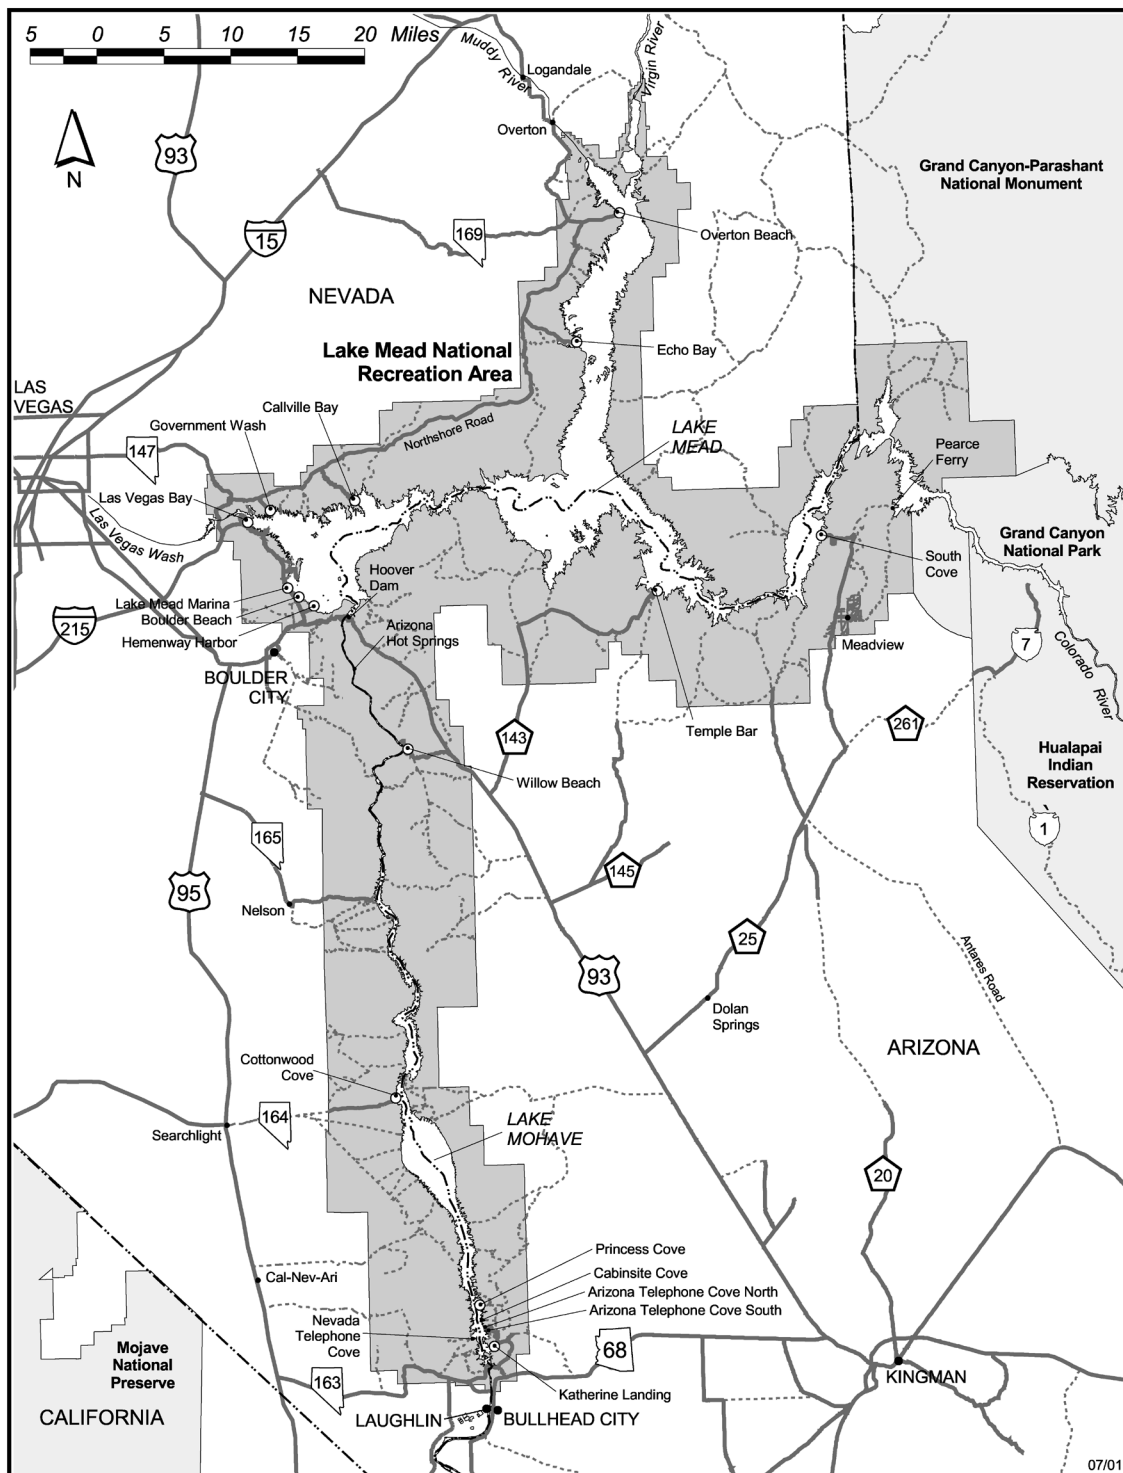 5 0 5 10 15 20
Miles
Muddy River
Virgin River
Logandale
Overton
93
N
15
169
Grand Canyon-Parashant
National Monument
Overton Beach
NEVADA
Lake Mead National
Recreation Area
Echo Bay
LAS
VEGAS
Callville Bay
Government Wash
Northshore Road
LAKE
MEAD
147
Las Vegas Bay
Las Vegas Wash
Pearce
Ferry
Grand Canyon
National Park
South
Cove
Hoover
Dam
Lake Mead Marina
Boulder Beach
Hemenway Harbor
215
Arizona
Hot Springs
Meadview
7
Colorado River
BOULDER
CITY
143
Temple Bar
261
Willow Beach
Hualapai
Indian
Reservation
1
165
145
95
Nelson
25
Antares Road
93
Dolan
Springs
ARIZONA
Cottonwood
Cove
164
Searchlight
LAKE
MOHAVE
20
Princess Cove
Cabinsite Cove
Arizona Telephone Cove North
Arizona Telephone Cove South
Cal-Nev-Ari
Nevada
Telephone
Cove
68
Mojave
National
Preserve
163
Katherine Landing
KINGMAN
CALIFORNIA
LAUGHLIN
BULLHEAD CITY
07/01